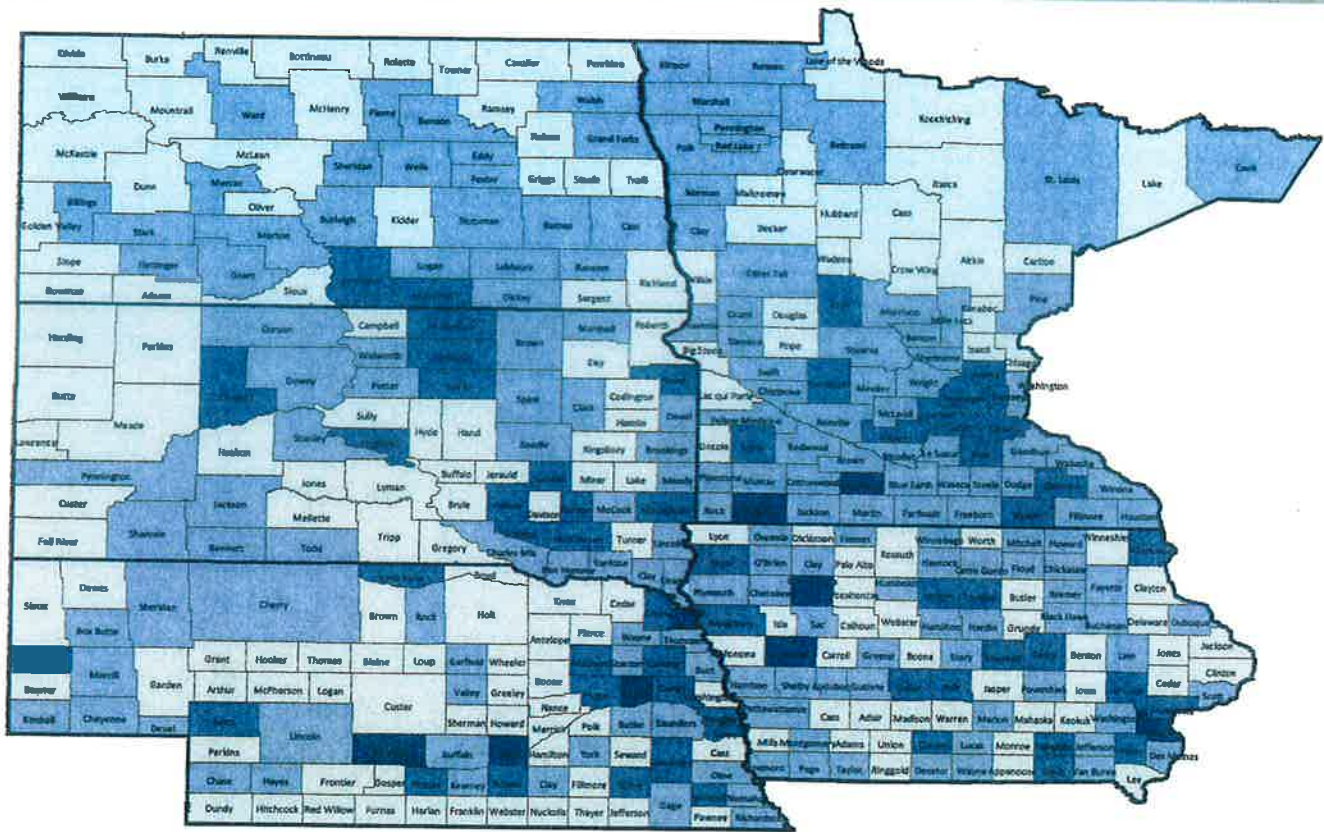 Divide
Burke
Renville
Bottineau
Rolette
Towner
Cavalier
Pembina
Williams
Mountrail
Ward
McHenry
Pierce
Benson
Ramsey
Walsh
Nelson
Grand Forks
McKenzie
McLean
Sheridan
Wells
Eddy
Foster
Griggs
Steele
Traill
Dunn
Mercer
Oliver
Billings
Golden Valley
Stark
Morton
Burleigh
Kidder
Stutsman
Barnes
Cass
Slope
Hettinger
Grant
Sioux
Logan
LaMoure
Ransom
Richland
Bowman
Adams
Dickey
Sargent
Kittson
Roseau
Lake of the Woods
Marshall
Pennington
Red Lake
Polk
Beltrami
Koochiching
Clearwater
Norman
Mahnomen
Itasca
St. Louis
Lake
Cook
Clay
Becker
Hubbard
Cass
Wadena
Crow Wing
Aitkin
Carlton
Wilkin
Otter Tail
Pine
Grant
Douglas
Morrison
Mille Lacs
Kanabec
Stevens
Pope
Stearns
Benton
Isanti
Chisago
Big Stone
Swift
Sherburne
Washington
Chippewa
Meeker
Wright
Lac qui Parle
McLeod
Yellow Medicine
Renville
Lincoln
Redwood
Brown
Le Sueur
Goodhue
Wabasha
Pipestone
Murray
Cottonwood
Blue Earth
Waseca
Steele
Dodge
Winona
Rock
Jackson
Martin
Faribault
Freeborn
Fillmore
Houston
Harding
Perkins
Corson
Campbell
Brown
Marshall
Roberts
Walworth
Day
Butte
Dewey
Potter
Meade
Sully
Spink
Clark
Codington
Hamlin
Deuel
Lawrence
Stanley
Hyde
Hand
Beadle
Kingsbury
Brookings
Haakon
Pennington
Jones
Lyman
Buffalo
Jerauld
Miner
Lake
Moody
Custer
Jackson
Mellette
Brule
Davison
McCook
Fall River
Shannon
Bennett
Todd
Tripp
Gregory
Charles Mix
Turner
Lincoln
Bon Homme
Yankton
Clay
Lyon
Osceola
Dickinson
Emmet
Kossuth
Winnebago
Worth
Mitchell
Howard
Winneshiek
O'Brien
Clay
Palo Alto
Hancock
Cerro Gordo
Floyd
Chickasaw
Plymouth
Cherokee
Pocahontas
Humboldt
Butler
Bremer
Fayette
Clayton
Ida
Sac
Calhoun
Webster
Hamilton
Hardin
Grundy
Black Hawk
Buchanan
Delaware
Dubuque
Monona
Carroll
Greene
Boone
Story
Benton
Linn
Jones
Jackson
Clinton
Cedar
Shelby
Audubon
Guthrie
Jasper
Poweshiek
Iowa
Scott
Cass
Adair
Madison
Warren
Marion
Mahaska
Keokuk
Washington
Mills
Montgomery
Adams
Union
Lucas
Monroe
Jefferson
Des Moines
Page
Taylor
Ringgold
Decatur
Wayne
Appanoose
Van Buren
Lee
Sioux
Dawes
Sheridan
Cherry
Brown
Rock
Boyd
Holt
Knox
Cedar
Antelope
Pierce
Wayne
Box Butte
Grant
Hooker
Thomas
Blaine
Loup
Garfield
Wheeler
Boone
Stanton
Burt
Morrill
Garden
Arthur
McPherson
Logan
Custer
Valley
Greeley
Nance
Banner
Kimball
Cheyenne
Deuel
Lincoln
Sherman
Howard
Merrick
Polk
Butler
Saunders
Perkins
Buffalo
Hamilton
York
Seward
Cass
Otoe
Chase
Hayes
Frontier
Gosper
Kearney
Clay
Fillmore
Gage
Dundy
Hitchcock
Red Willow
Furnas
Harlan
Franklin
Webster
Nuckolls
Thayer
Jefferson
Pawnee
Richardson